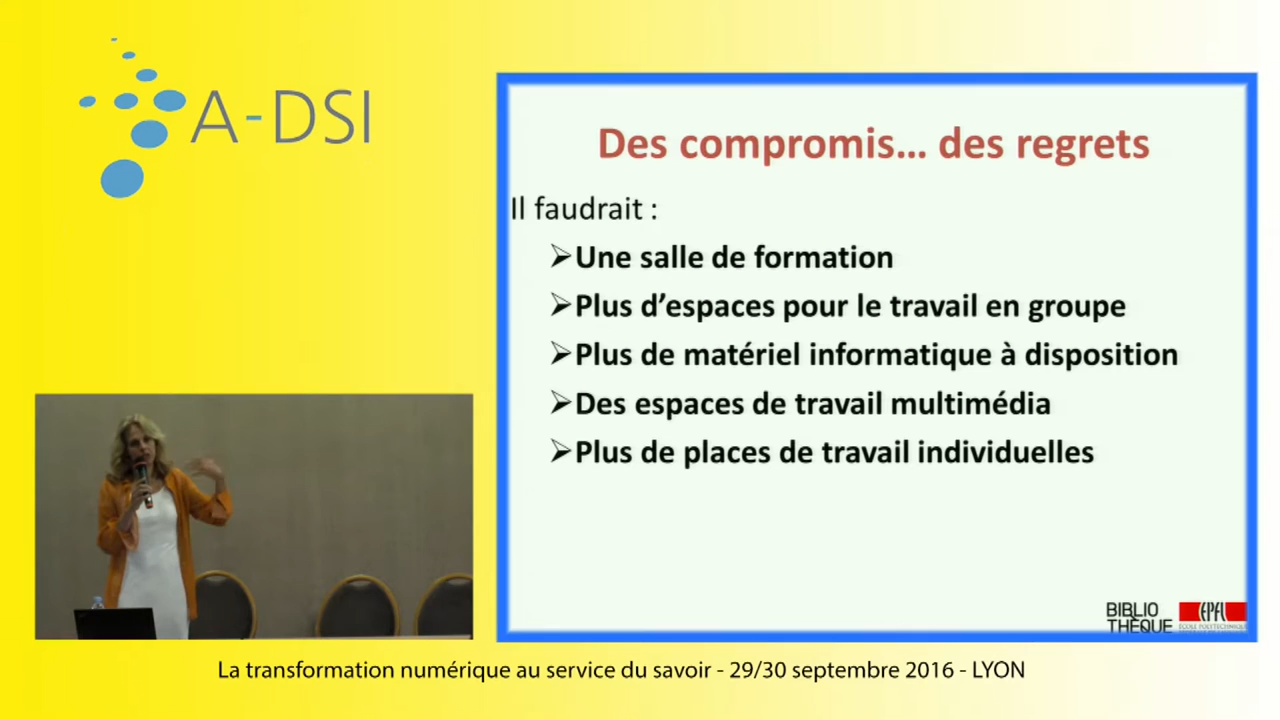 A-DSI
Des compromis... des regrets
Il faudrait :
➢Une salle de formation
➢Plus d’espaces pour le travail en groupe
➢Plus de matériel informatique à disposition
➢Des espaces de travail multimédia
➢Plus de places de travail individuelles
BIBLIO
THÈQUE
EPFL
ÉCOLE POLYTECHNIQUE
La transformation numérique au service du savoir - 29/30 septembre 2016 - LYON